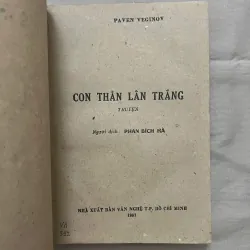 PAVEN VEGINOV
CON THẰN LẰN TRẮNG
TRUYỆN
Người dịch : PHAN BÍCH HÀ
NHÀ XUẤT BẢN VĂN NGHỆ T.P. HỒ CHÍ MINH
1987